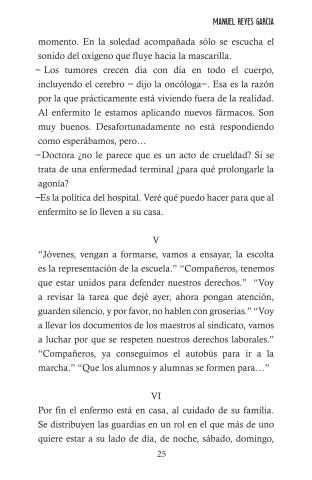 MANUEL REYES GARCIA
momento. En la soledad acompañada sólo se escucha el
sonido del oxígeno que fluye hacia la mascarilla.
– Los tumores crecen día con día en todo el cuerpo,
incluyendo el cerebro – dijo la oncóloga–. Esa es la razón
por la que prácticamente está viviendo fuera de la realidad.
Al enfermito le estamos aplicando nuevos fármacos. Son
muy buenos. Desafortunadamente no está respondiendo
como esperábamos, pero…
–Doctora ¿no le parece que es un acto de crueldad? Si se
trata de una enfermedad terminal ¿para qué prolongarle la
agonía?
–Es la política del hospital. Veré qué puedo hacer para que al
enfermito se lo lleven a su casa.
V
“Jóvenes, vengan a formarse, vamos a ensayar, la escolta
es la representación de la escuela.” “Compañeros, tenemos
que estar unidos para defender nuestros derechos.” “Voy
a revisar la tarea que dejé ayer, ahora pongan atención,
guarden silencio, y por favor, no hablen con groserías.” “Voy
a llevar los documentos de los maestros al sindicato, vamos
a luchar por que se respeten nuestros derechos laborales.”
“Compañeros, ya conseguimos el autobús para ir a la
marcha.” “Que los alumnos y alumnas se formen para…”
VI
Por fin el enfermo está en casa, al cuidado de su familia.
Se distribuyen las guardias en un rol en el que más de uno
quiere estar a su lado de día, de noche, sábado, domingo,
25